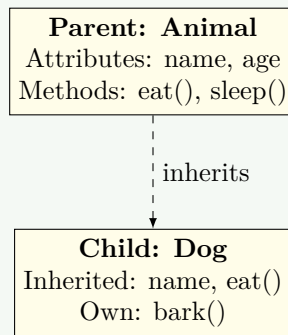 Parent: Animal
Attributes: name, age
Methods: eat(), sleep()
inherits
Child: Dog
Inherited: name, eat()
Own: bark()